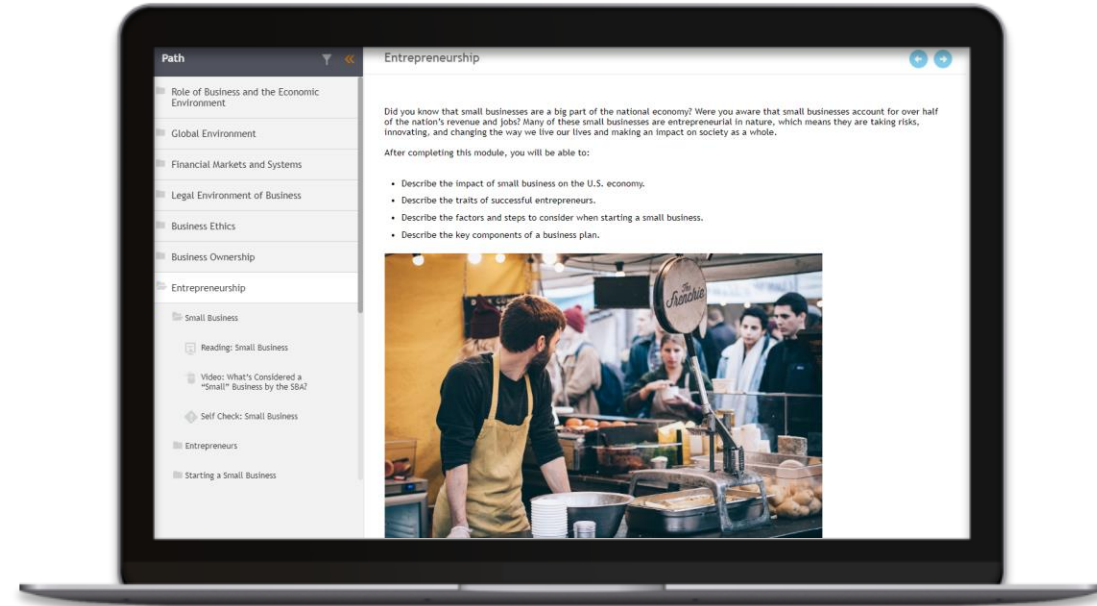 Path
Role of Business and the Economic
Environment
Global Environment
Financial Markets and Systems
Legal Environment of Business
Business Ethics
Business Ownership
Entrepreneurship
Small Business
Reading: Small Business
Video: What's Considered a
"Small" Business by the SBA?
Self Check: Small Business
Entrepreneurs
Starting a Small Business
Entrepreneurship
Did you know that small businesses are a big part of the national economy? Were you aware that small businesses account for over half
of the nation's revenue and jobs? Many of these small businesses are entrepreneurial in nature, which means they are taking risks,
innovating, and changing the way we live our lives and making an impact on society as a whole.
After completing this module, you will be able to:
• Describe the impact of small business on the U.S. economy.
• Describe the traits of successful entrepreneurs.
• Describe the factors and steps to consider when starting a small business.
• Describe the key components of a business plan.
The
Frenchie